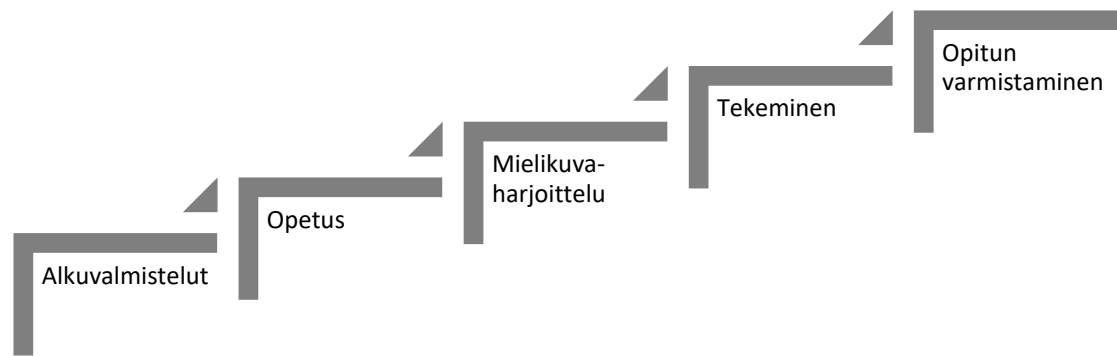 Alkuvalmistelut
Opetus
Mielikuva-
harjoittelu
Tekeminen
Opitun
varmistaminen